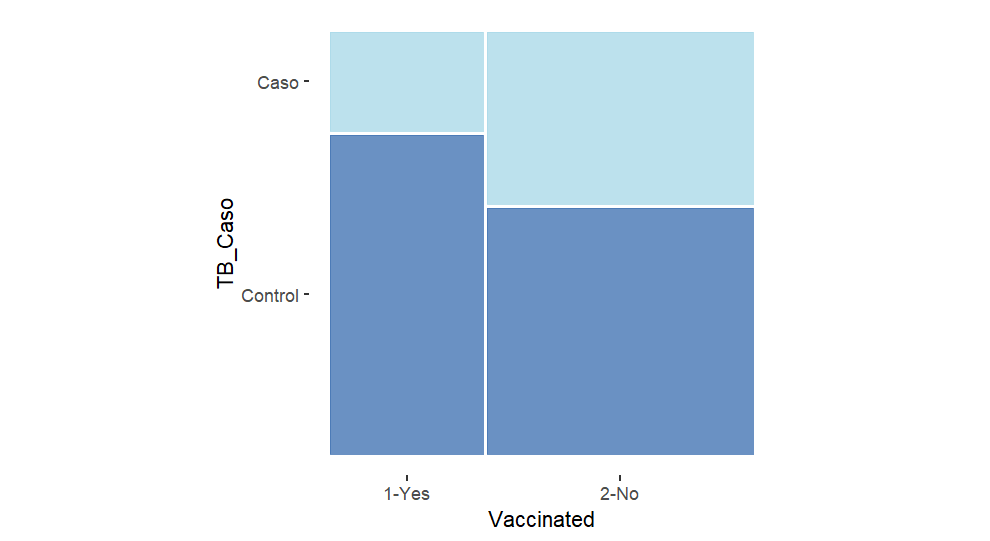 Caso
TB_Caso
Control
1-Yes
2-No
Vaccinated